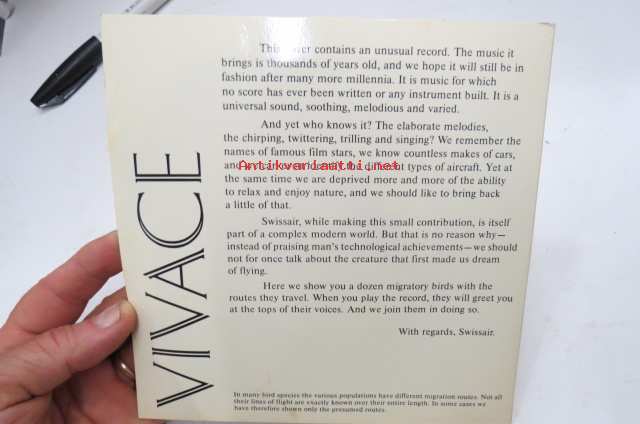 VIVACE
This cover contains an unusual record. The music it
brings is thousands of years old, and we hope it will still be in
fashion after many more millennia. It is music for which
no score has ever been written or any instrument built. It is a
universal sound, soothing, melodious and varied.
And yet who knows it? The elaborate melodies,
the chirping, twittering, trilling and singing? We remember the
names of famous film stars, we know countless makes of cars,
and we can identify the different types of aircraft. Yet at
the same time we are deprived more and more of the ability
to relax and enjoy nature, and we should like to bring back
a little of that.
Swissair, while making this small contribution, is itself
part of a complex modern world. But that is no reason why—
instead of praising man's technological achievements—we should
not for once talk about the creature that first made us dream
of flying.
Here we show you a dozen migratory birds with the
routes they travel. When you play the record, they will greet you
at the tops of their voices. And we join them in doing so.
With regards, Swissair.
In many bird species the various populations have different migration routes. Not all
their lines of flight are exactly known over their entire length. In some cases we
have therefore shown only the presumed routes.
Antikvariaatti.net